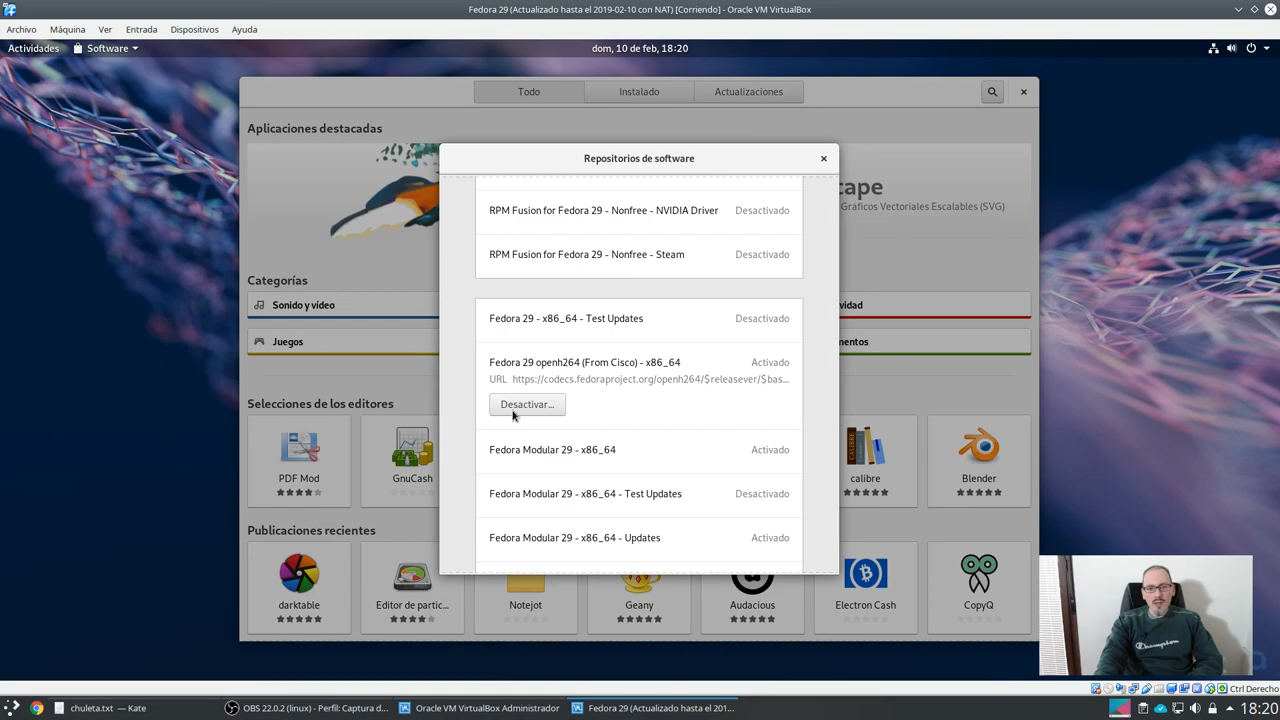 Fedora 29 (Actualizado hasta el 2019-02-10 con NAT) [Corriendo] - Oracle VM VirtualBox
Archivo Máquina Ver Entrada Dispositivos Ayuda
Actividades Software dom, 10 de feb, 18:20
Todo Instalado Actualizaciones
Aplicaciones destacadas
Repositorios de software
cape
Gráficos Vectoriales Escalables (SVG)
RPM Fusion for Fedora 29 - Nonfree - NVIDIA Driver Desactivado
RPM Fusion for Fedora 29 - Nonfree - Steam Desactivado
Categorías
Sonido y vídeo
vidad
Juegos
mentos
Fedora 29 - x86_64 - Test Updates Desactivado
Fedora 29 openh264 (From Cisco) - x86_64 Activado
URL https://codecs.fedoraproject.org/openh264/$releasever/$bas...
Desactivar...
Fedora Modular 29 - x86_64 Activado
Fedora Modular 29 - x86_64 - Test Updates Desactivado
Fedora Modular 29 - x86_64 - Updates Activado
Selecciones de los editores
PDF Mod GnuCash calibre Blender
Publicaciones recientes
darktable Editor de partic... Notejot Geany Audacious Electron Cash CopyQ
Champion
Ctrl Derecho
chuleta.txt — Kate OBS 22.0.2 (linux) - Perfil: Captura d... Oracle VM VirtualBox Administrador Fedora 29 (Actualizado hasta el 201... 18:20